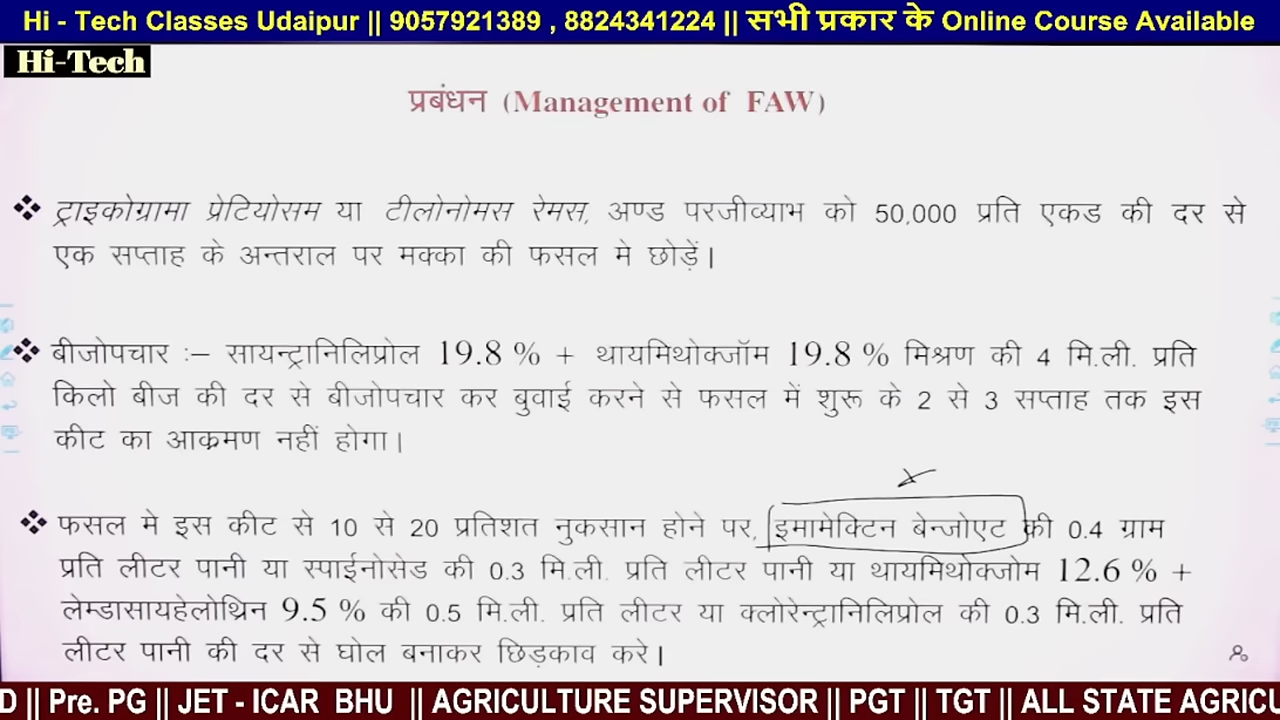 Hi - Tech Classes Udaipur || 9057921389 , 8824341224 || सभी प्रकार के Online Course Available
Hi-Tech
प्रबंधन (Management of FAW)
❖ ट्राइकोग्रामा प्रेटियोसम या टीलोनोमस रेमस, अण्ड परजीव्याभ को 50,000 प्रति एकड की दर से
एक सप्ताह के अन्तराल पर मक्का की फसल मे छोड़ें।
❖ बीजोपचार :– सायन्ट्रानिलिप्रोल 19.8 % + थायमिथोक्जॉम 19.8 % मिश्रण की 4 मि.ली. प्रति
किलो बीज की दर से बीजोपचार कर बुवाई करने से फसल में शुरू के 2 से 3 सप्ताह तक इस
कीट का आक्रमण नहीं होगा।
❖ फसल मे इस कीट से 10 से 20 प्रतिशत नुकसान होने पर, इमामेक्टिन बेन्जोएट की 0.4 ग्राम
प्रति लीटर पानी या स्पाईनोसेड की 0.3 मि.ली. प्रति लीटर पानी या थायमिथोक्जोम 12.6 % +
लेम्डासायहेलोथ्रिन 9.5 % की 0.5 मि.ली. प्रति लीटर या क्लोरेन्ट्रानिलिप्रोल की 0.3 मि.ली. प्रति
लीटर पानी की दर से घोल बनाकर छिड़काव करे।
D || Pre. PG || JET - ICAR BHU || AGRICULTURE SUPERVISOR || PGT || TGT || ALL STATE AGRICU